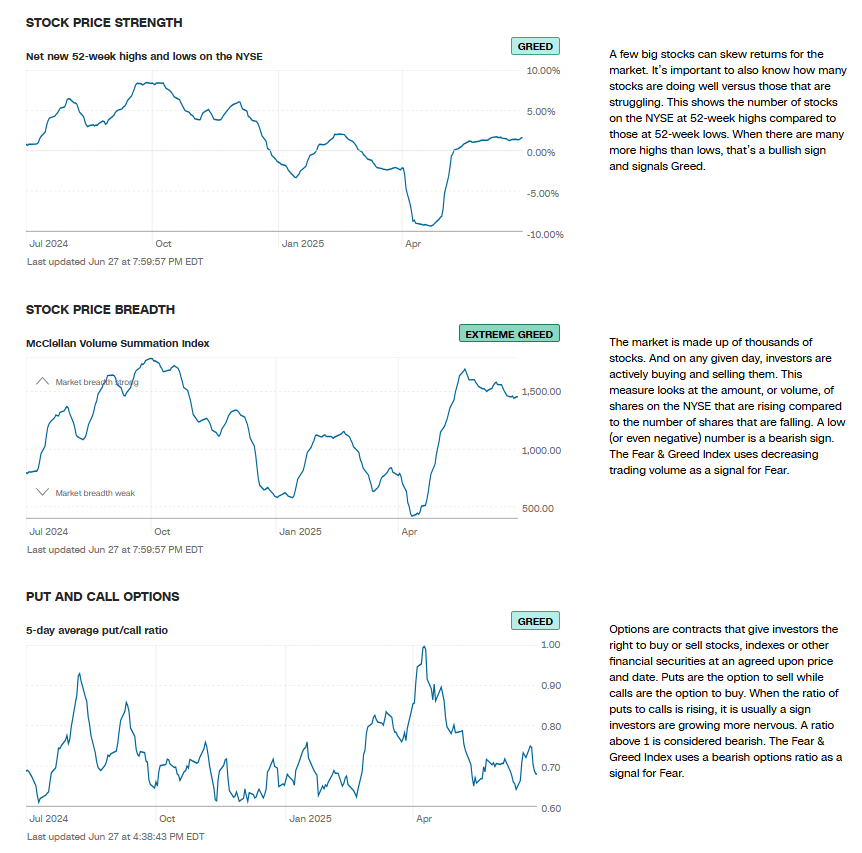 STOCK PRICE STRENGTH
GREED
Net new 52-week highs and lows on the NYSE
10.00%
5.00%
0.00%
-5.00%
-10.00%
Jul 2024 Oct Jan 2025 Apr
Last updated Jun 27 at 7:59:57 PM EDT
A few big stocks can skew returns for the
market. It's important to also know how many
stocks are doing well versus those that are
struggling. This shows the number of stocks
on the NYSE at 52-week highs compared to
those at 52-week lows. When there are many
more highs than lows, that's a bullish sign
and signals Greed.
STOCK PRICE BREADTH
EXTREME GREED
McClellan Volume Summation Index
Market breadth strong
1,500.00
1,000.00
Market breadth weak
500.00
Jul 2024 Oct Jan 2025 Apr
Last updated Jun 27 at 7:59:57 PM EDT
The market is made up of thousands of
stocks. And on any given day, investors are
actively buying and selling them. This
measure looks at the amount, or volume, of
shares on the NYSE that are rising compared
to the number of shares that are falling. A low
(or even negative) number is a bearish sign.
The Fear & Greed Index uses decreasing
trading volume as a signal for Fear.
PUT AND CALL OPTIONS
GREED
5-day average put/call ratio
1.00
0.90
0.80
0.70
0.60
Jul 2024 Oct Jan 2025 Apr
Last updated Jun 27 at 4:38:43 PM EDT
Options are contracts that give investors the
right to buy or sell stocks, indexes or other
financial securities at an agreed upon price
and date. Puts are the option to sell while
calls are the option to buy. When the ratio of
puts to calls is rising, it is usually a sign
investors are growing more nervous. A ratio
above 1 is considered bearish. The Fear &
Greed Index uses a bearish options ratio as a
signal for Fear.